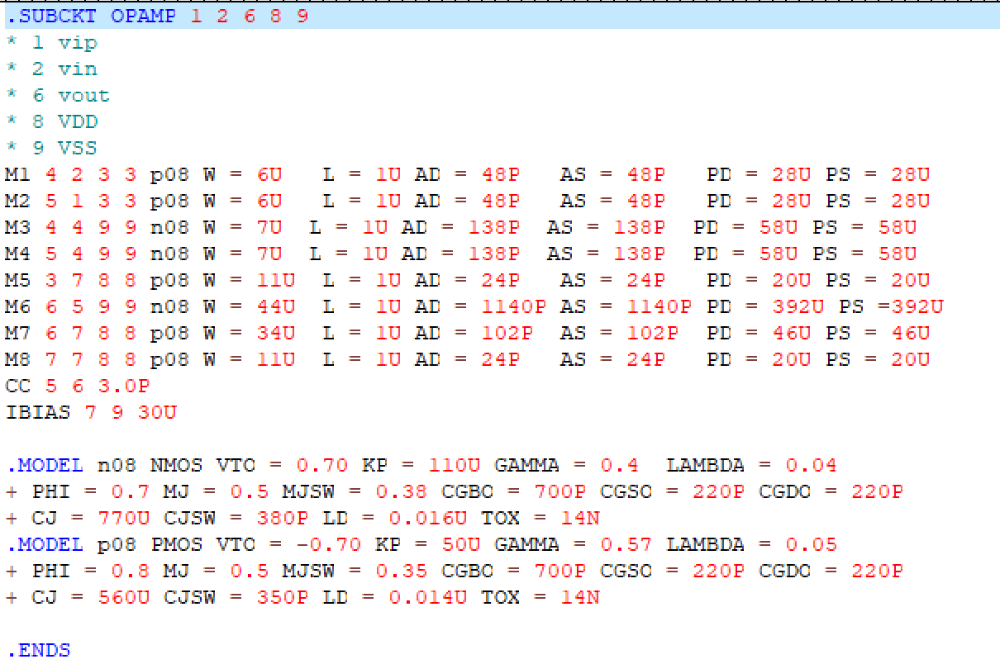 .SUBCKT OPAMP 1 2 6 8 9
* 1 vip
* 2 vin
* 6 vout
* 8 VDD
* 9 VSS
M1 4 2 3 3 p08 W = 6U L = 1U AD = 48P AS = 48P PD = 28U PS = 28U
M2 5 1 3 3 p08 W = 6U L = 1U AD = 48P AS = 48P PD = 28U PS = 28U
M3 4 4 9 9 n08 W = 7U L = 1U AD = 138P AS = 138P PD = 58U PS = 58U
M4 5 4 9 9 n08 W = 7U L = 1U AD = 138P AS = 138P PD = 58U PS = 58U
M5 3 7 8 8 p08 W = 11U L = 1U AD = 24P AS = 24P PD = 20U PS = 20U
M6 6 5 9 9 n08 W = 44U L = 1U AD = 1140P AS = 1140P PD = 392U PS =392U
M7 6 7 8 8 p08 W = 34U L = 1U AD = 102P AS = 102P PD = 46U PS = 46U
M8 7 7 8 8 p08 W = 11U L = 1U AD = 24P AS = 24P PD = 20U PS = 20U
CC 5 6 3.0P
IBIAS 7 9 30U
.MODEL n08 NMOS VTO = 0.70 KP = 110U GAMMA = 0.4 LAMBDA = 0.04
+ PHI = 0.7 MJ = 0.5 MJSW = 0.38 CGBO = 700P CGSO = 220P CGDO = 220P
+ CJ = 770U CJSW = 380P LD = 0.016U TOX = 14N
.MODEL p08 PMOS VTO = -0.70 KP = 50U GAMMA = 0.57 LAMBDA = 0.05
+ PHI = 0.8 MJ = 0.5 MJSW = 0.35 CGBO = 700P CGSO = 220P CGDO = 220P
+ CJ = 560U CJSW = 350P LD = 0.014U TOX = 14N
.ENDS